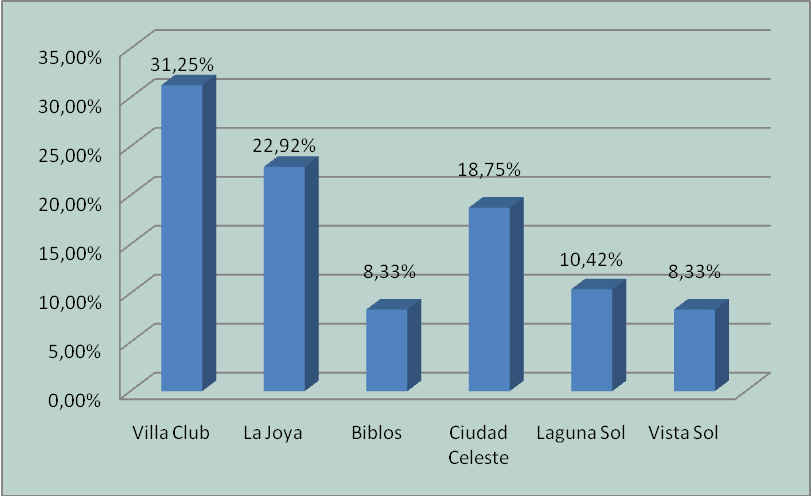 35,00%
30,00%
25,00%
20,00%
15,00%
10,00%
5,00%
0,00%
31,25%
22,92%
8,33%
18,75%
10,42%
8,33%
Villa Club
La Joya
Biblos
Ciudad
Celeste
Laguna Sol
Vista Sol